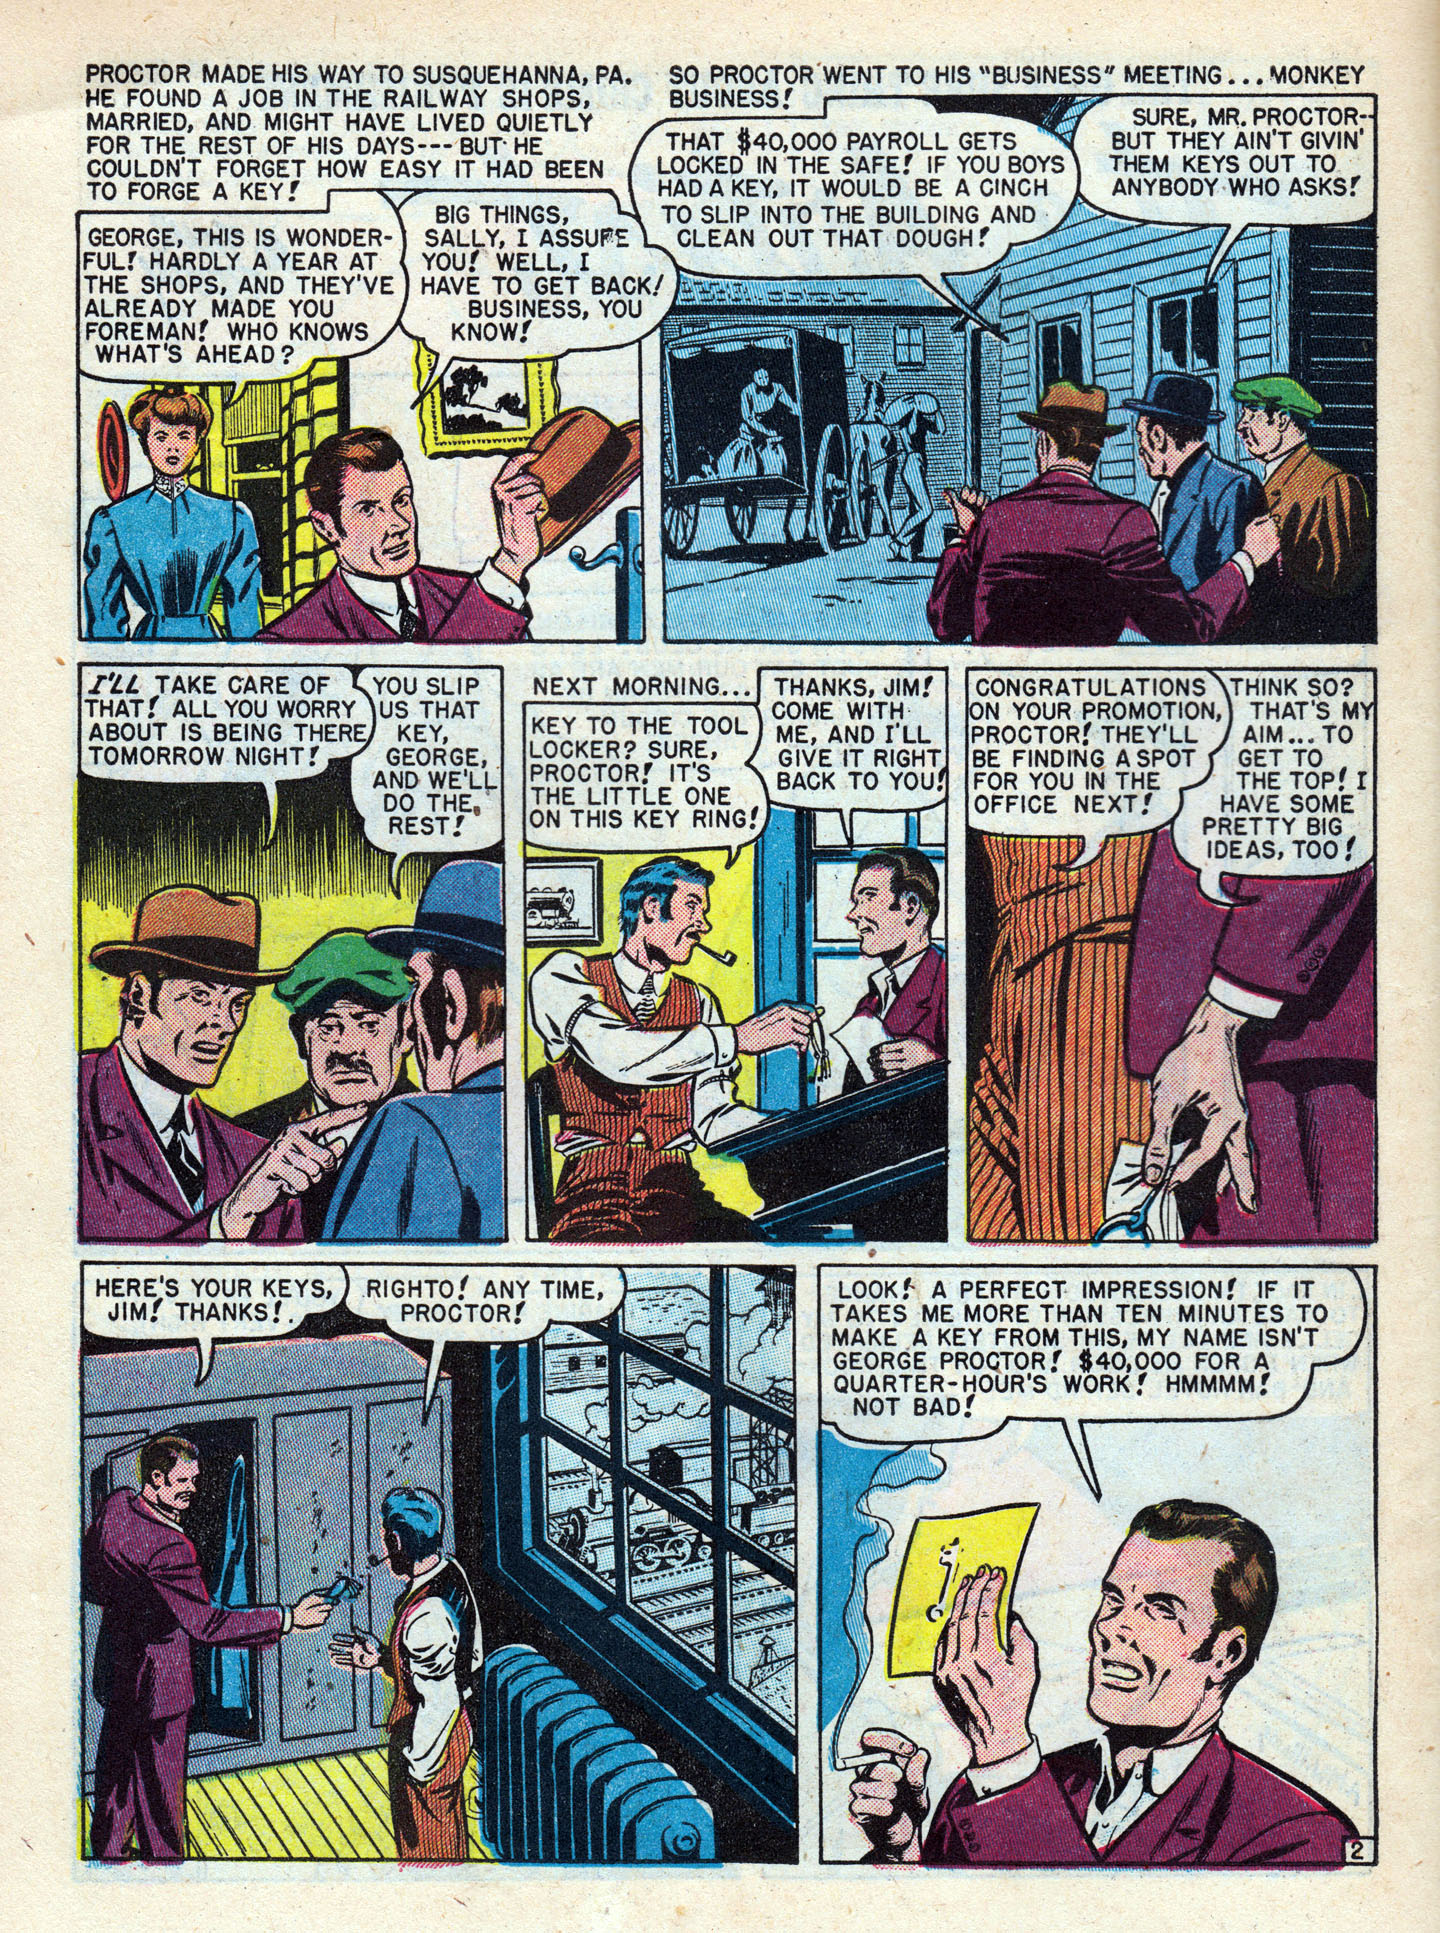 PROCTOR MADE HIS WAY TO SUSQUEHANNA, PA.
HE FOUND A JOB IN THE RAILWAY SHOPS,
MARRIED, AND MIGHT HAVE LIVED QUIETLY
FOR THE REST OF HIS DAYS--- BUT HE
COULDN'T FORGET HOW EASY IT HAD BEEN
TO FORGE A KEY!
GEORGE, THIS IS WONDER-
FUL! HARDLY A YEAR AT
THE SHOPS, AND THEY'VE
ALREADY MADE YOU
FOREMAN! WHO KNOWS
WHAT'S AHEAD?
BIG THINGS,
SALLY, I ASSURE
YOU! WELL, I
HAVE TO GET BACK!
BUSINESS, YOU
KNOW!
SO PROCTOR WENT TO HIS "BUSINESS" MEETING... MONKEY
BUSINESS!
THAT $40,000 PAYROLL GETS
LOCKED IN THE SAFE! IF YOU BOYS
HAD A KEY, IT WOULD BE A CINCH
TO SLIP INTO THE BUILDING AND
CLEAN OUT THAT DOUGH!
SURE, MR. PROCTOR--
BUT THEY AIN'T GIVIN'
THEM KEYS OUT TO
ANYBODY WHO ASKS!
I'LL TAKE CARE OF
THAT! ALL YOU WORRY
ABOUT IS BEING THERE
TOMORROW NIGHT!
YOU SLIP
US THAT
KEY,
GEORGE,
AND WE'LL
DO THE
REST!
NEXT MORNING...
KEY TO THE TOOL
LOCKER? SURE,
PROCTOR! IT'S
THE LITTLE ONE
ON THIS KEY RING!
THANKS, JIM!
COME WITH
ME, AND I'LL
GIVE IT RIGHT
BACK TO YOU!
CONGRATULATIONS
ON YOUR PROMOTION,
PROCTOR! THEY'LL
BE FINDING A SPOT
FOR YOU IN THE
OFFICE NEXT!
THINK SO?
THAT'S MY
AIM... TO
GET TO
THE TOP! I
HAVE SOME
PRETTY BIG
IDEAS, TOO!
HERE'S YOUR KEYS,
JIM! THANKS!
RIGHTO! ANY TIME,
PROCTOR!
LOOK! A PERFECT IMPRESSION! IF IT
TAKES ME MORE THAN TEN MINUTES TO
MAKE A KEY FROM THIS, MY NAME ISN'T
GEORGE PROCTOR! $40,000 FOR A
QUARTER-HOUR'S WORK! HMMMM!
NOT BAD!
2